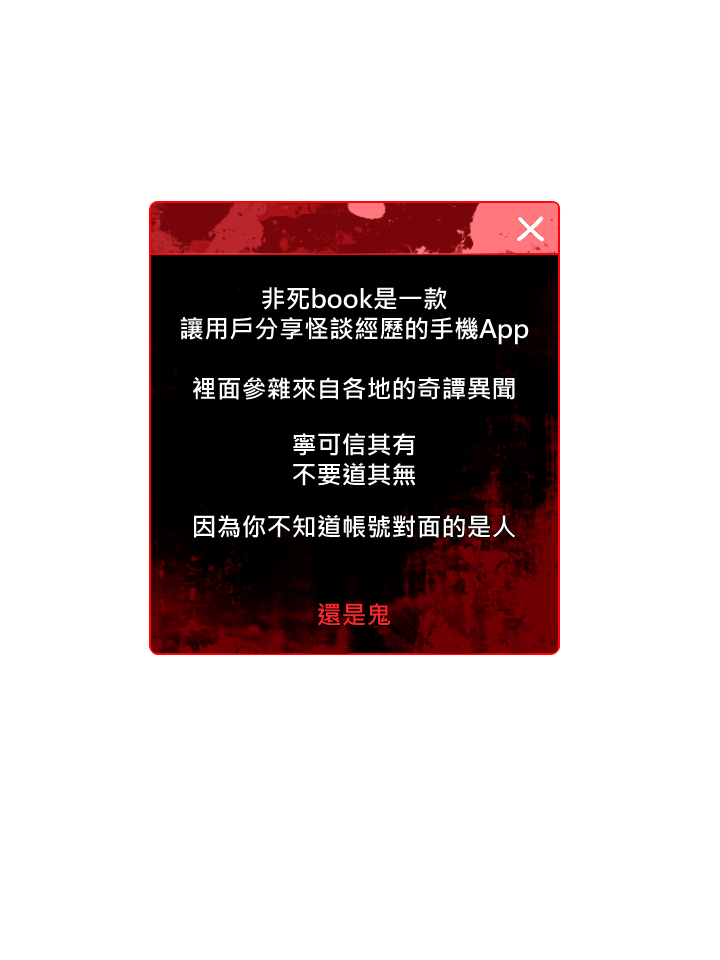 非死book是一款
讓用戶分享怪談經歷的手機App
裡面參雜來自各地的奇譚異聞
寧可信其有
不要道其無
因為你不知道帳號對面的是人
還是鬼